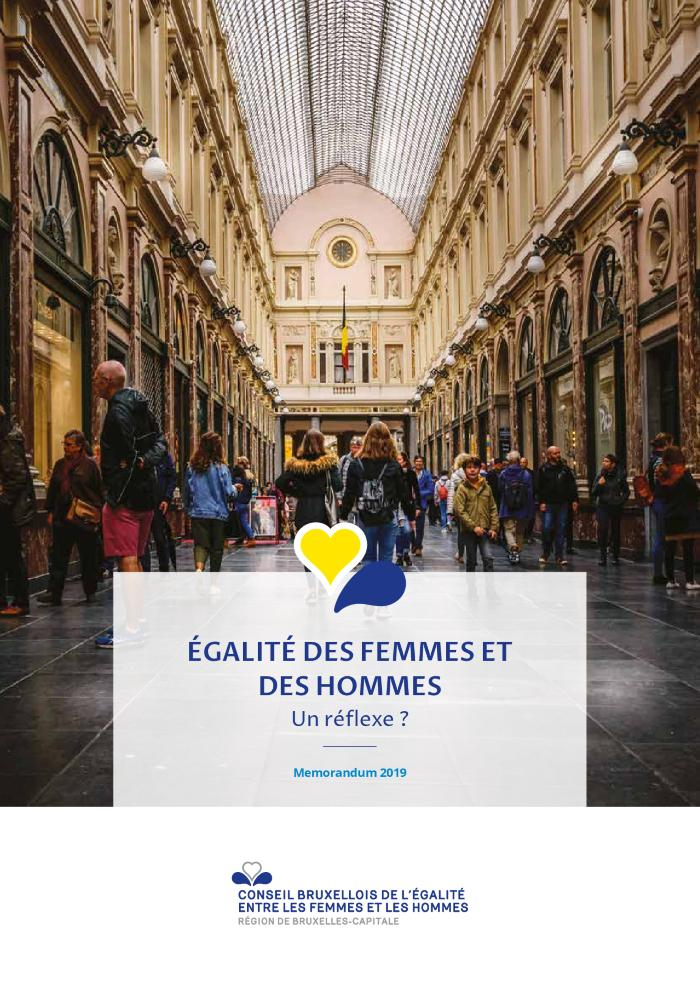 ÉGALITÉ DES FEMMES ET
DES HOMMES
Un réflexe ?
Memorandum 2019
CONSEIL BRUXELLOIS DE L'ÉGALITÉ
ENTRE LES FEMMES ET LES HOMMES
RÉGION DE BRUXELLES-CAPITALE